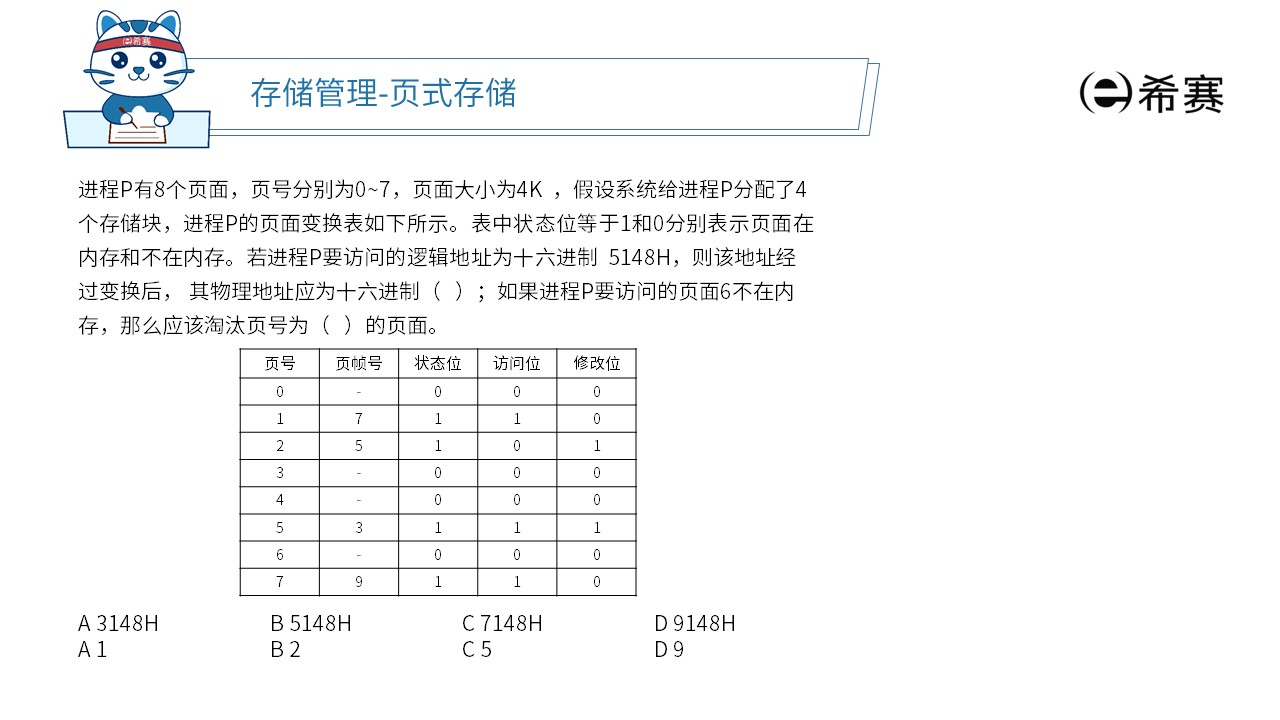 希赛
存储管理-页式存储
希赛
进程P有8个页面，页号分别为0~7，页面大小为4K ，假设系统给进程P分配了4
个存储块，进程P的页面变换表如下所示。表中状态位等于1和0分别表示页面在
内存和不在内存。若进程P要访问的逻辑地址为十六进制 5148H，则该地址经
过变换后， 其物理地址应为十六进制（ ）；如果进程P要访问的页面6不在内
存，那么应该淘汰页号为（ ）的页面。
页号 页帧号 状态位 访问位 修改位
0 - 0 0 0
1 7 1 1 0
2 5 1 0 1
3 - 0 0 0
4 - 0 0 0
5 3 1 1 1
6 - 0 0 0
7 9 1 1 0
A 3148H B 5148H C 7148H D 9148H
A 1 B 2 C 5 D 9